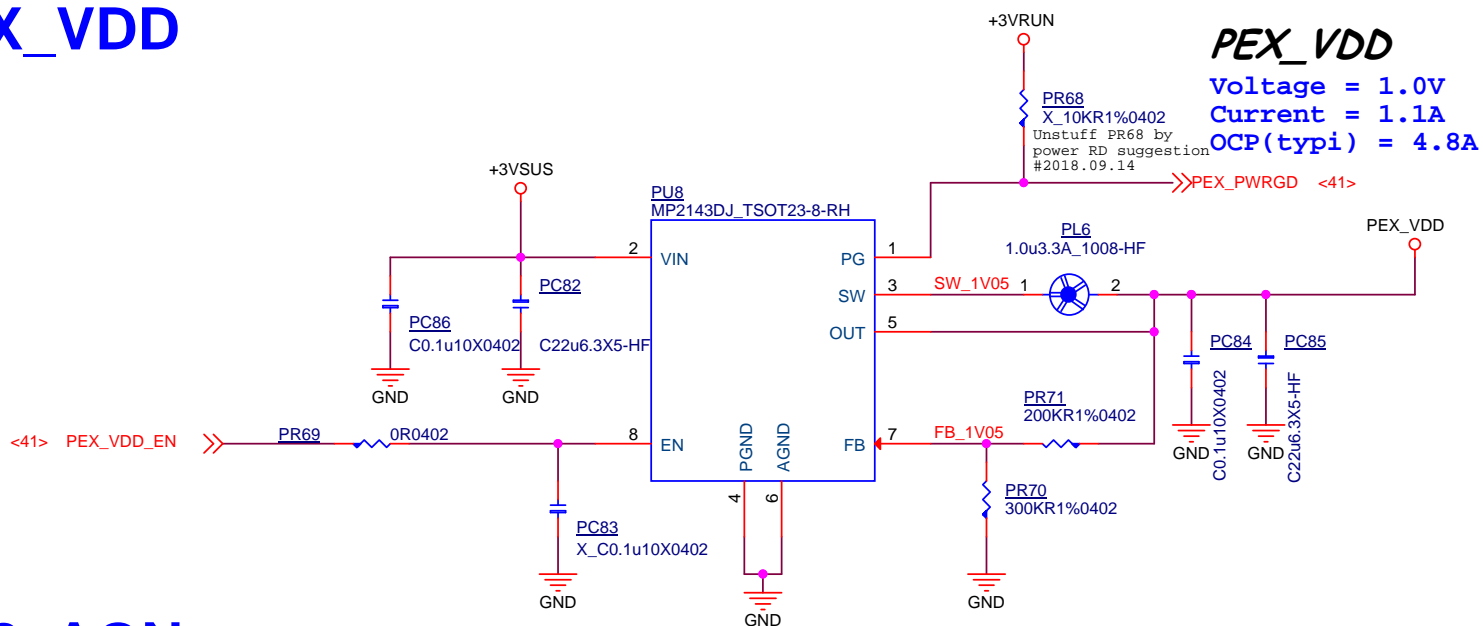 X_VDD
+3VRUN
PEX_VDD
Voltage = 1.0V
Current = 1.1A
OCP(typi) = 4.8A
PR68
X_10KR1%0402
Unstuff PR68 by
power RD suggestion
#2018.09.14
PEX_PWRGD <41>
+3VSUS
PU8
MP2143DJ_TSOT23-8-RH
PL6
1.0u3.3A_1008-HF
PEX_VDD
2 VIN
PG 1
SW 3 SW_1V05 1 2
OUT 5
PC82
C22u6.3X5-HF
PC86
C0.1u10X0402
GND GND
PC84
C0.1u10X0402
PC85
C22u6.3X5-HF
GND GND
PR71
200KR1%0402
<41> PEX_VDD_EN
PR69 0R0402
8 EN
PGND AGND
4 6
FB 7 FB_1V05
PR70
300KR1%0402
PC83
X_C0.1u10X0402
GND
GND
GND